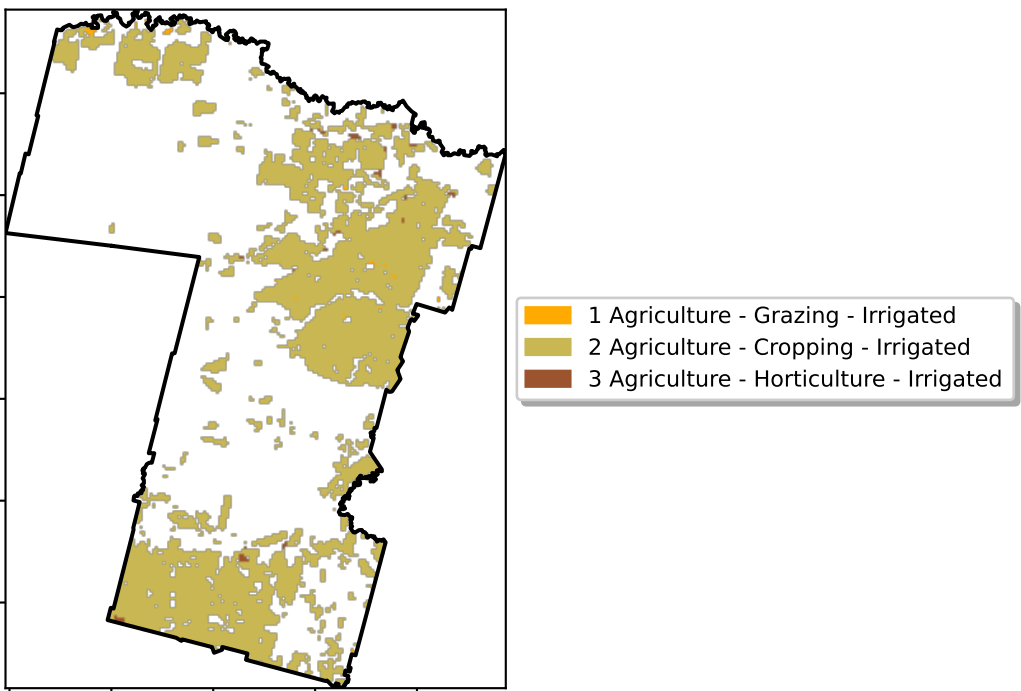 1 Agriculture - Grazing - Irrigated
2 Agriculture - Cropping - Irrigated
3 Agriculture - Horticulture - Irrigated